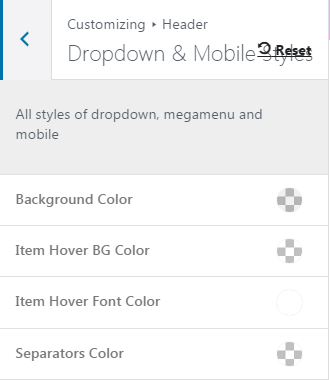 Customizing ▸ Header
Dropdown & Mobile Styles
Reset
All styles of dropdown, megamenu and
mobile
Background Color
Item Hover BG Color
Item Hover Font Color
Separators Color